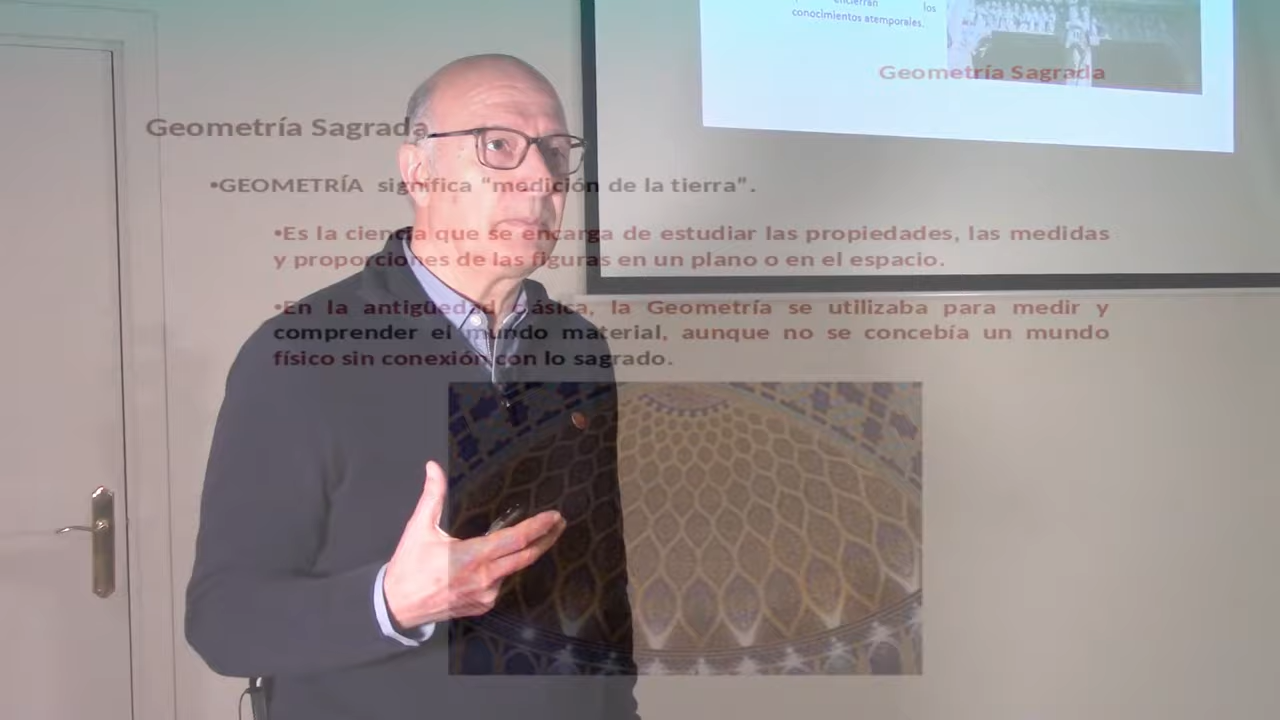 los
conocimientos atemporales.
Geometría Sagrada
Geometría Sagrada
•GEOMETRÍA significa "medición de la tierra".
•Es la ciencia que se encarga de estudiar las propiedades, las medidas
y proporciones de las figuras en un plano o en el espacio.
•En la antigüedad clásica, la Geometría se utilizaba para medir y
comprender el mundo material, aunque no se concebía un mundo
físico sin conexión con lo sagrado.